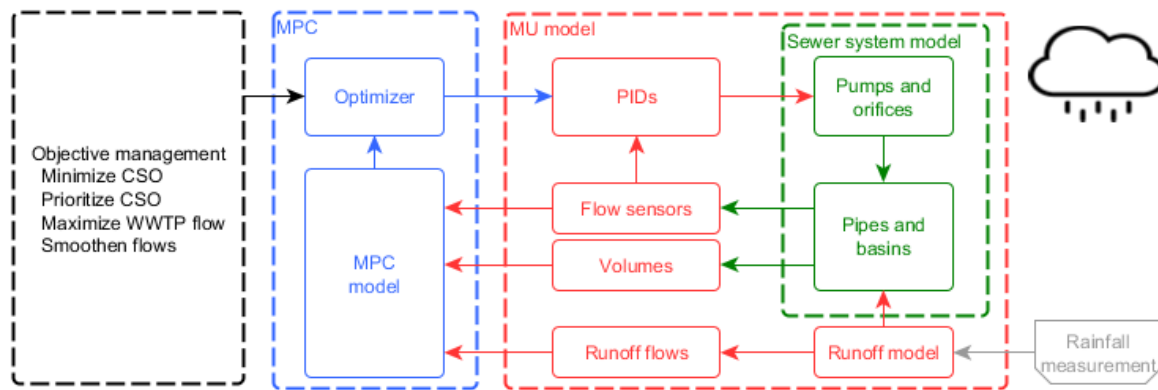 MPC
MU model
Sewer system model
Optimizer
PIDs
Pumps and
orifices
Objective management
Minimize CSO
Prioritize CSO
Maximize WWTP flow
Smoothen flows
MPC
model
Flow sensors
Volumes
Pipes and
basins
Runoff flows
Runoff model
Rainfall
measurement